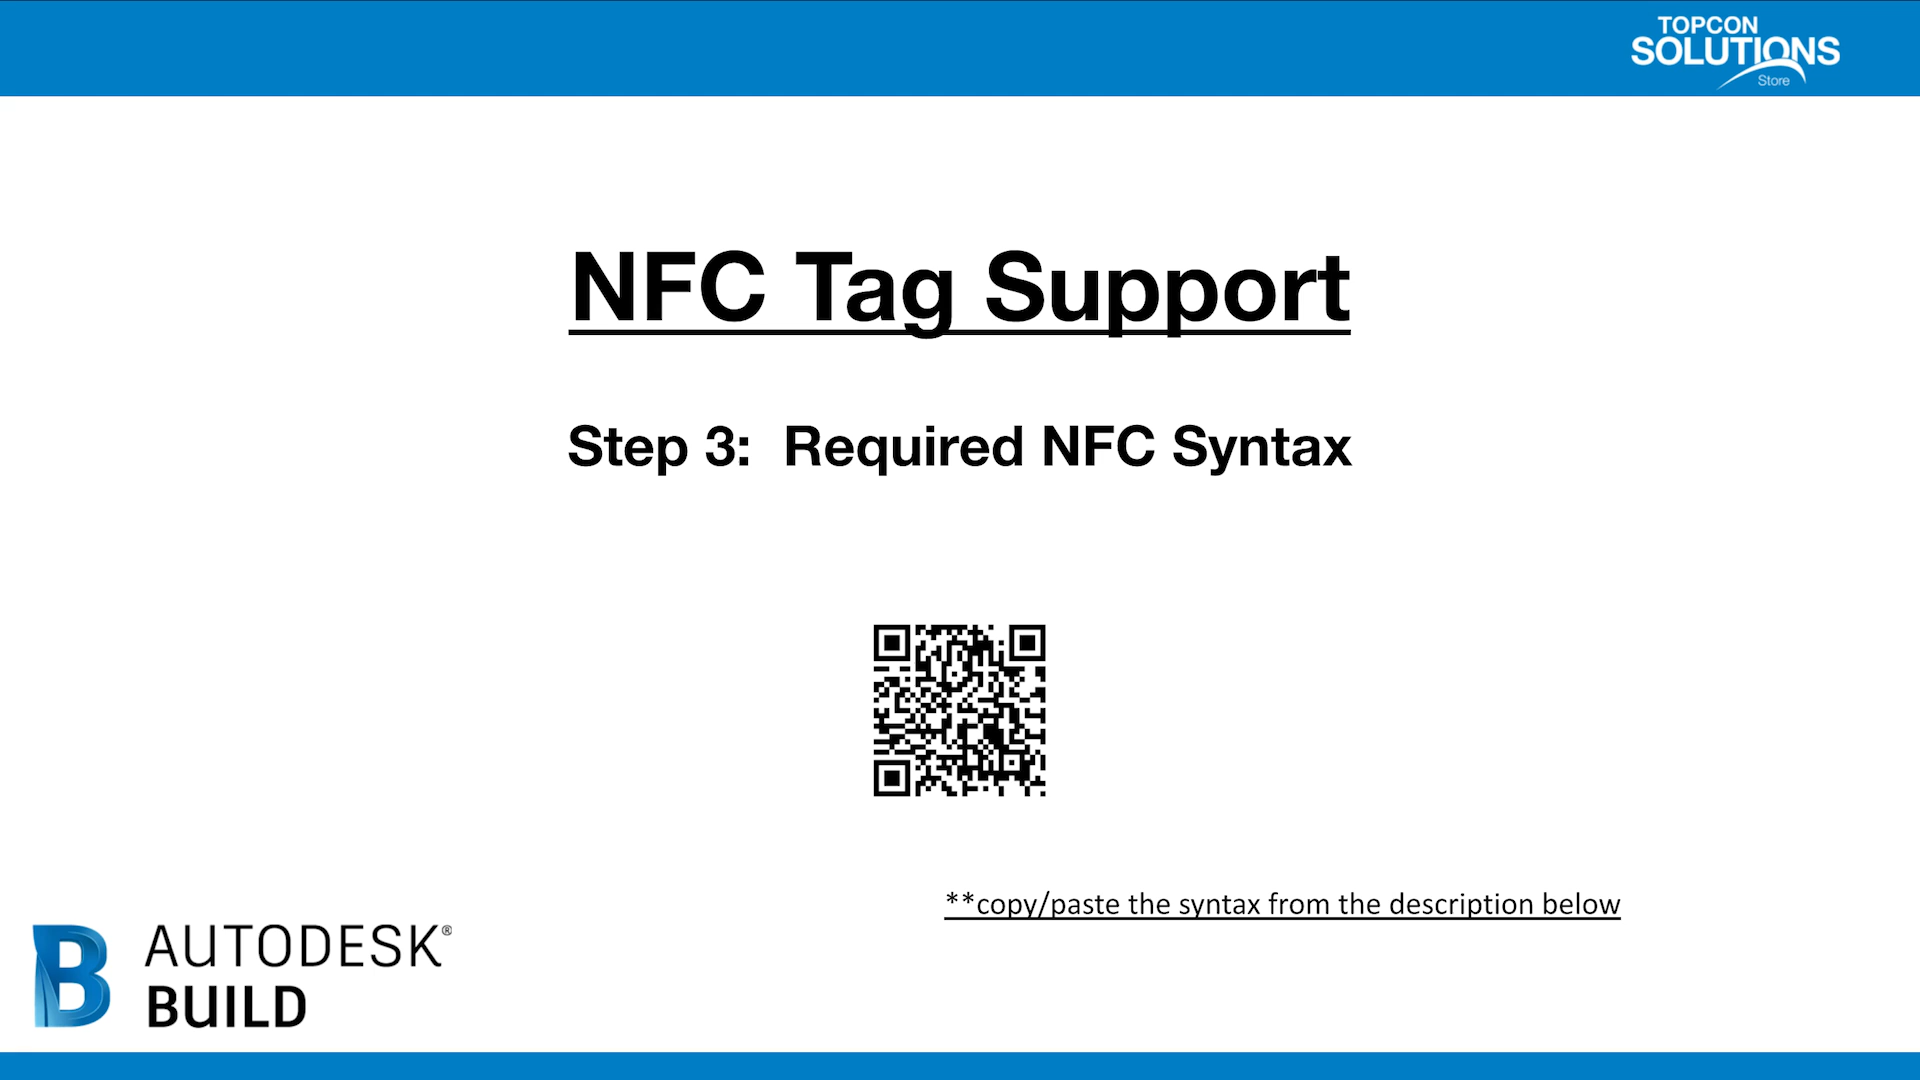 TOPCON
SOLUTIONS
Store
NFC Tag Support
Step 3: Required NFC Syntax
**copy/paste the syntax from the description below
AUTODESK®
BUILD